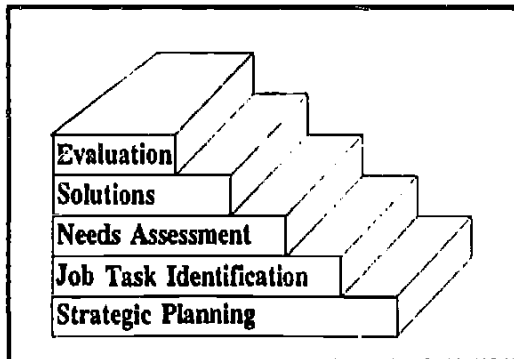 Evaluation
Solutions
Needs Assessment
Job Task Identification
Strategic Planning